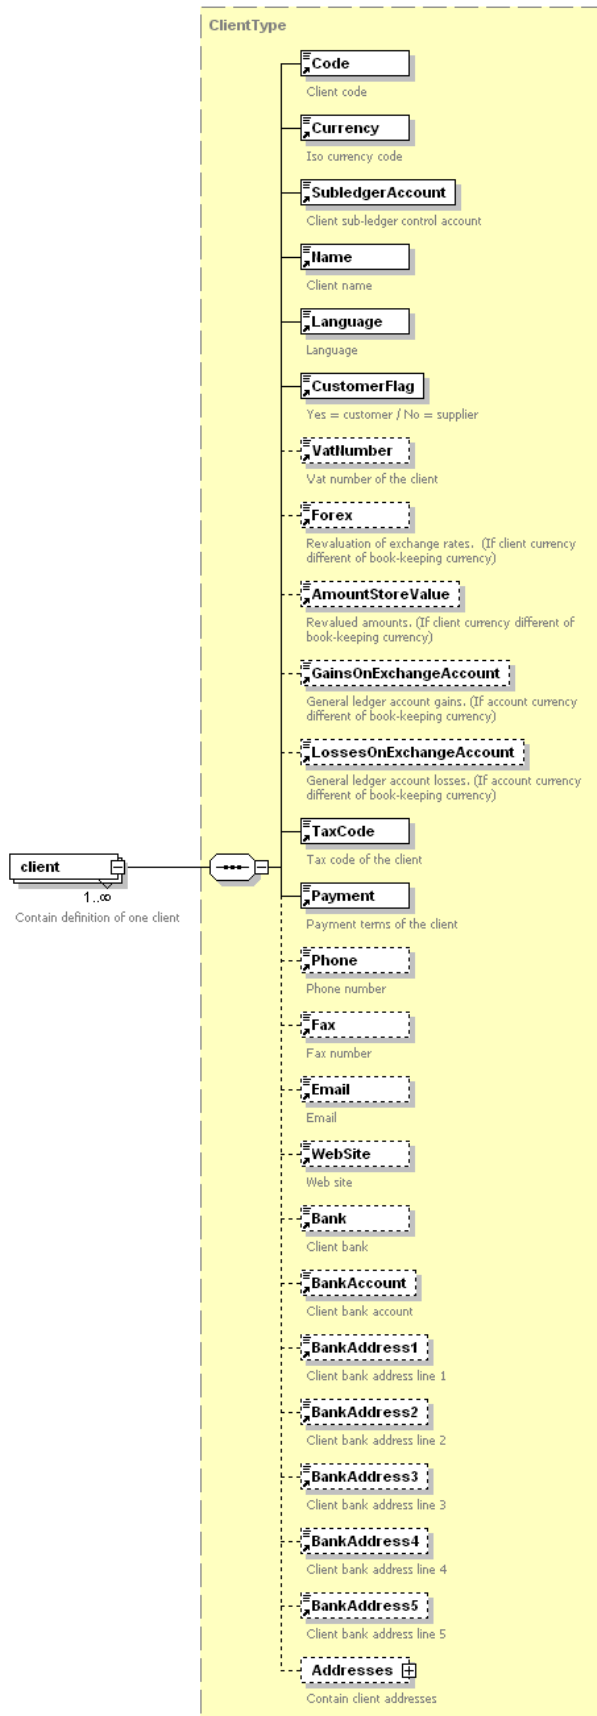 ClientType
Code
Client code
Currency
Iso currency code
SubledgerAccount
Client sub-ledger control account
Name
Client name
Language
Language
CustomerFlag
Yes = customer / No = supplier
VatNumber
Vat number of the client
Forex
Revaluation of exchange rates. (If client currency
different of book-keeping currency)
AmountStoreValue
Revalued amounts. (If client currency different of
book-keeping currency)
GainsOnExchangeAccount
General ledger account gains. (If account currency
different of book-keeping currency)
LossesOnExchangeAccount
General ledger account losses. (If account currency
different of book-keeping currency)
TaxCode
Tax code of the client
client
1..∞
Contain definition of one client
Payment
Payment terms of the client
Phone
Phone number
Fax
Fax number
Email
Email
WebSite
Web site
Bank
Client bank
BankAccount
Client bank account
BankAddress1
Client bank address line 1
BankAddress2
Client bank address line 2
BankAddress3
Client bank address line 3
BankAddress4
Client bank address line 4
BankAddress5
Client bank address line 5
Addresses
Contain client addresses